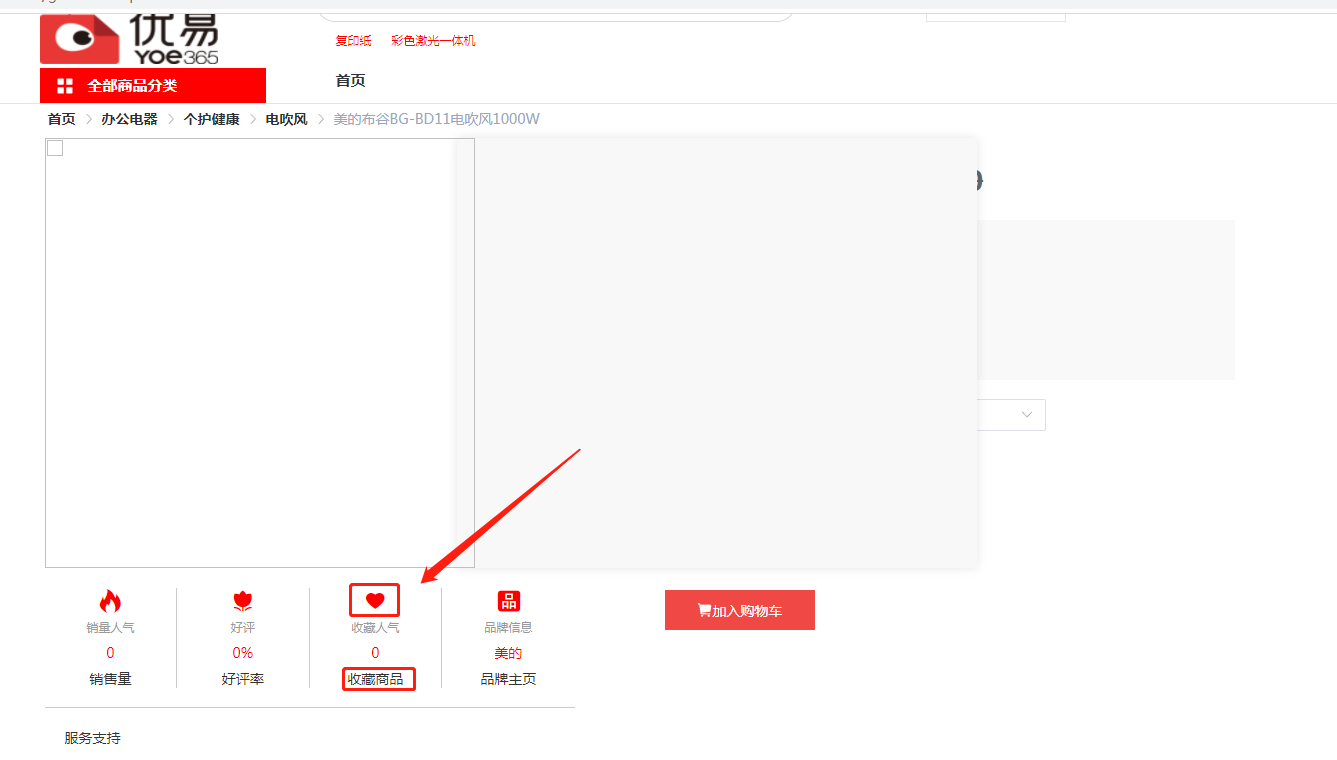 优易
YOe365
复印纸 彩色激光一体机
全部商品分类
首页
首页 办公电器 个护健康 电吹风 美的布谷BG-BD11电吹风1000W
品
销量人气 好评 收藏人气 品牌信息
0 0% 0 美的
销售量 好评率 收藏商品 品牌主页
加入购物车
服务支持